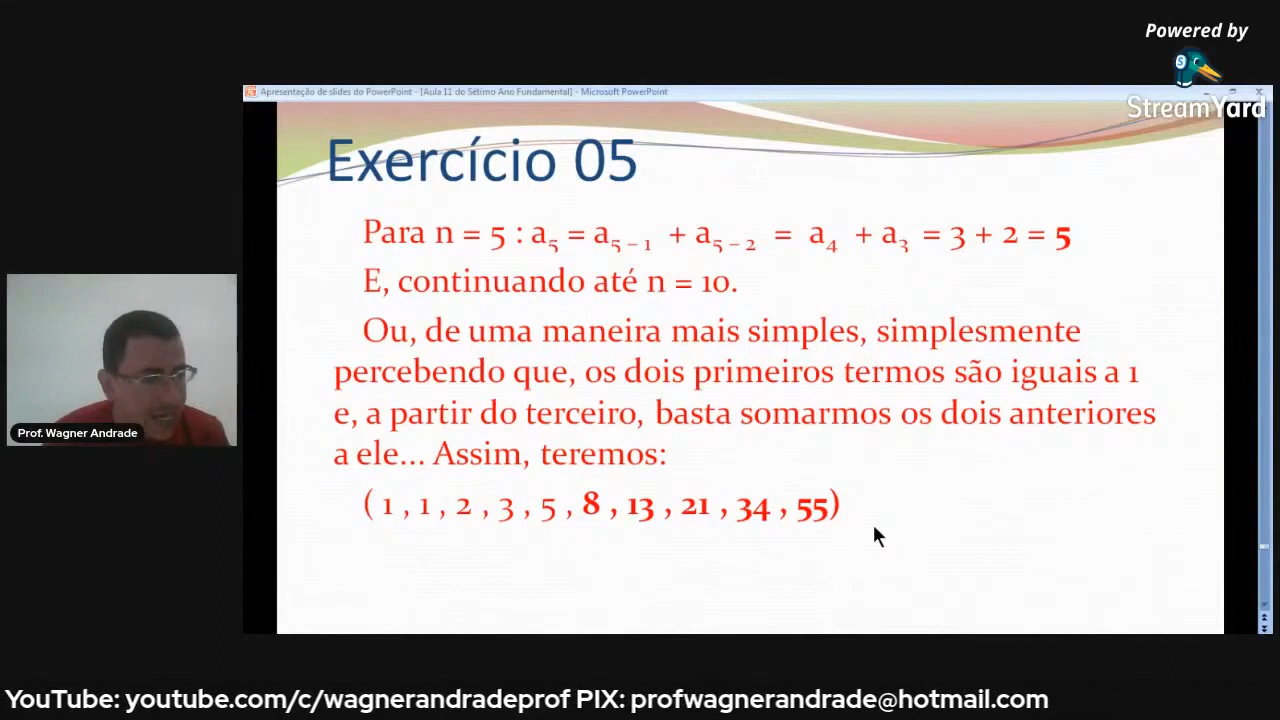 Powered by
StreamYard
Apresentação de slides do PowerPoint - [Aula 11 do Sétimo Ano Fundamental] - Microsoft PowerPoint
Exercício 05
Para n = 5 : a₅ = a₅ ₋ ₁ + a₅ ₋ ₂ = a₄ + a₃ = 3 + 2 = 5
E, continuando até n = 10.
Ou, de uma maneira mais simples, simplesmente
percebendo que, os dois primeiros termos são iguais a 1
e, a partir do terceiro, basta somarmos os dois anteriores
a ele... Assim, teremos:
( 1 , 1 , 2 , 3 , 5 , 8 , 13 , 21 , 34 , 55)
Prof. Wagner Andrade
YouTube: youtube.com/c/wagnerandradeprof PIX: profwagnerandrade@hotmail.com